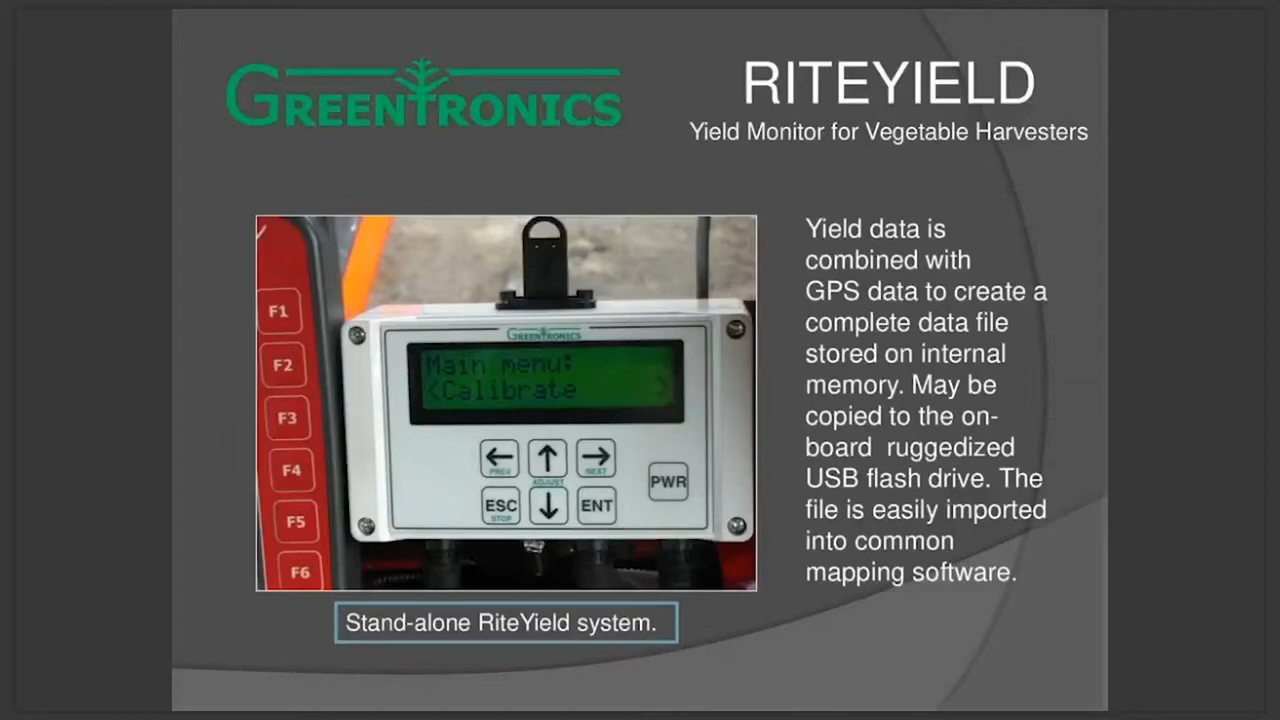 GREENTRONICS
RITEYIELD
Yield Monitor for Vegetable Harvesters
F1
F2
F3
F4
F5
F6
GREENTRONICS
Main menu:
<Calibrate >
PREV
ADJUST
NEXT
ESC
STOP
ENT
PWR
Yield data is
combined with
GPS data to create a
complete data file
stored on internal
memory. May be
copied to the on-
board ruggedized
USB flash drive. The
file is easily imported
into common
mapping software.
Stand-alone RiteYield system.